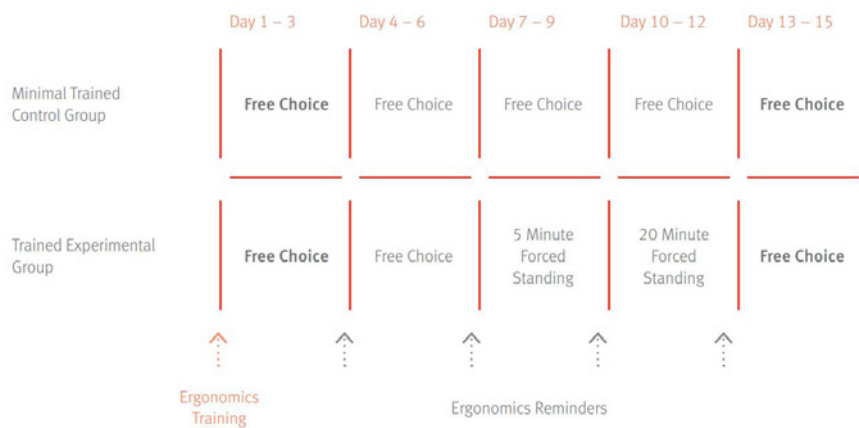 Day 1 – 3
Day 4 – 6
Day 7 – 9
Day 10 – 12
Day 13 – 15
Minimal Trained
Control Group
Free Choice
Free Choice
Free Choice
Free Choice
Free Choice
Trained Experimental
Group
Free Choice
Free Choice
5 Minute
Forced
Standing
20 Minute
Forced
Standing
Free Choice
Ergonomics
Training
Ergonomics Reminders